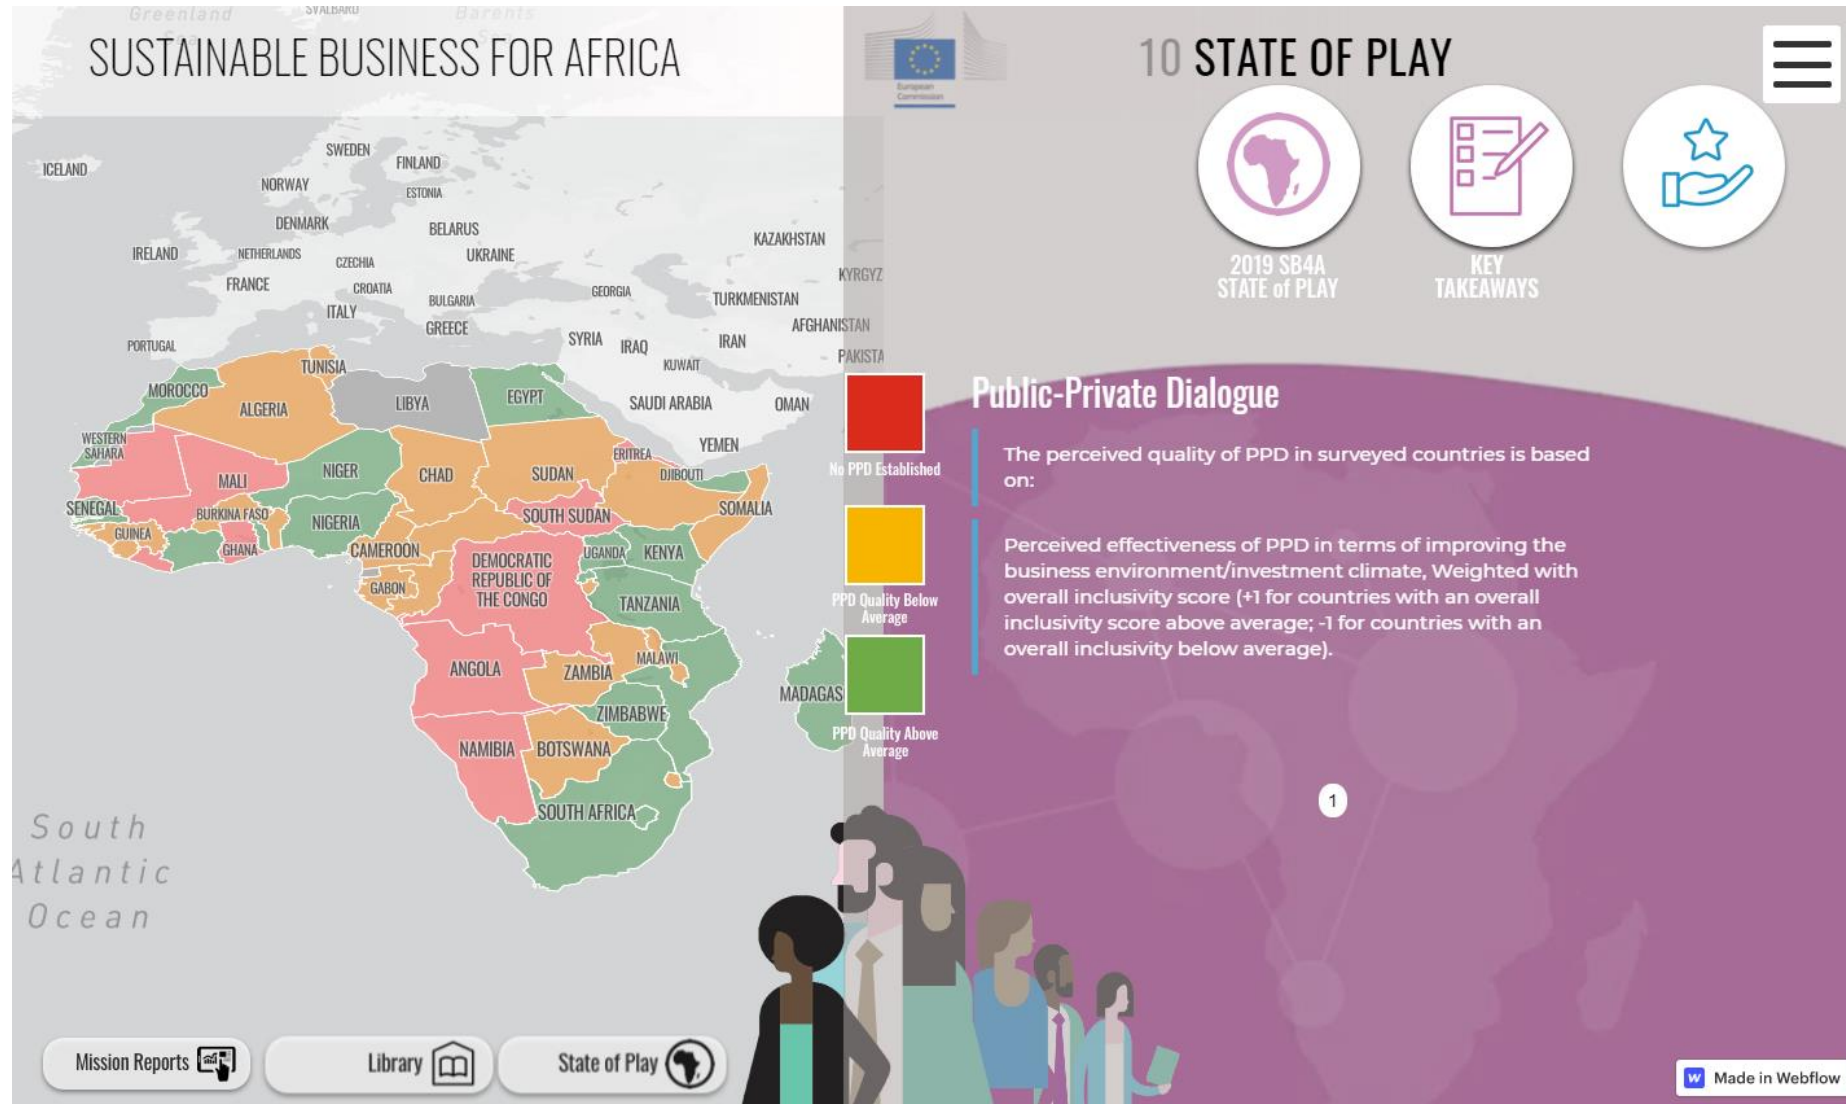 Greenland
Sea
SVALBARD
Barents
Sea
SUSTAINABLE BUSINESS FOR AFRICA
European
Commission
10 STATE OF PLAY
2019 SB4A
STATE of PLAY
KEY
TAKEAWAYS
ICELAND
SWEDEN
FINLAND
NORWAY
ESTONIA
DENMARK
BELARUS
IRELAND
NETHERLANDS
CZECHIA
UKRAINE
KAZAKHSTAN
FRANCE
CROATIA
BULGARIA
GEORGIA
TURKMENISTAN
KYRGYZ
ITALY
GREECE
SYRIA
IRAQ
IRAN
AFGHANISTAN
PORTUGAL
KUWAIT
PAKISTA
MOROCCO
TUNISIA
ALGERIA
LIBYA
EGYPT
SAUDI ARABIA
OMAN
WESTERN
SAHARA
MALI
NIGER
CHAD
SUDAN
ERITREA
YEMEN
DJIBOUTI
SENEGAL
BURKINA FASO
NIGERIA
SOUTH SUDAN
SOMALIA
GUINEA
GHANA
CAMEROON
UGANDA
KENYA
GABON
DEMOCRATIC
REPUBLIC OF
THE CONGO
TANZANIA
ANGOLA
ZAMBIA
MALAWI
MADAGAS
ZIMBABWE
NAMIBIA
BOTSWANA
SOUTH AFRICA
South
Atlantic
Ocean
No PPD Established
PPD Quality Below
Average
PPD Quality Above
Average
Public-Private Dialogue
The perceived quality of PPD in surveyed countries is based
on:
Perceived effectiveness of PPD in terms of improving the
business environment/investment climate, Weighted with
overall inclusivity score (+1 for countries with an overall
inclusivity score above average; -1 for countries with an
overall inclusivity below average).
1
Mission Reports
Library
State of Play
W Made in Webflow